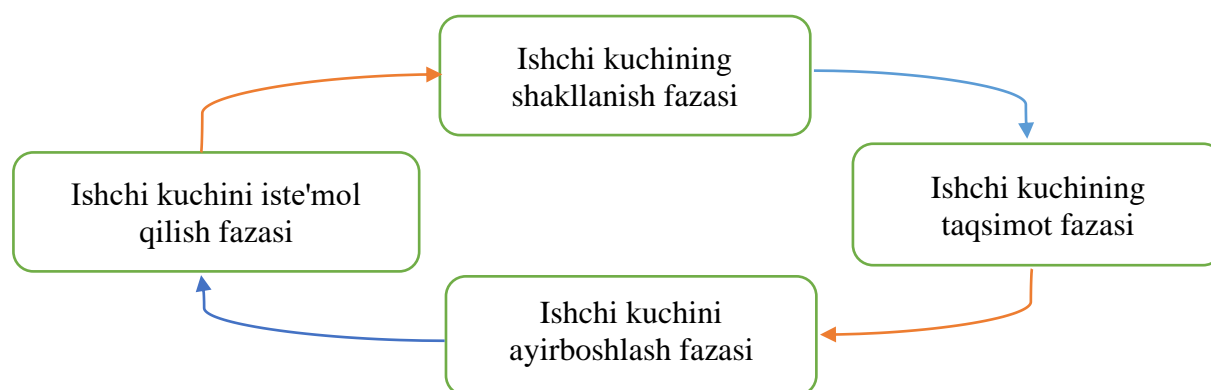 Ishchi kuchining
shakllanish fazasi
Ishchi kuchining
taqsimot fazasi
Ishchi kuchini
ayirboshlash fazasi
Ishchi kuchini iste'mol
qilish fazasi